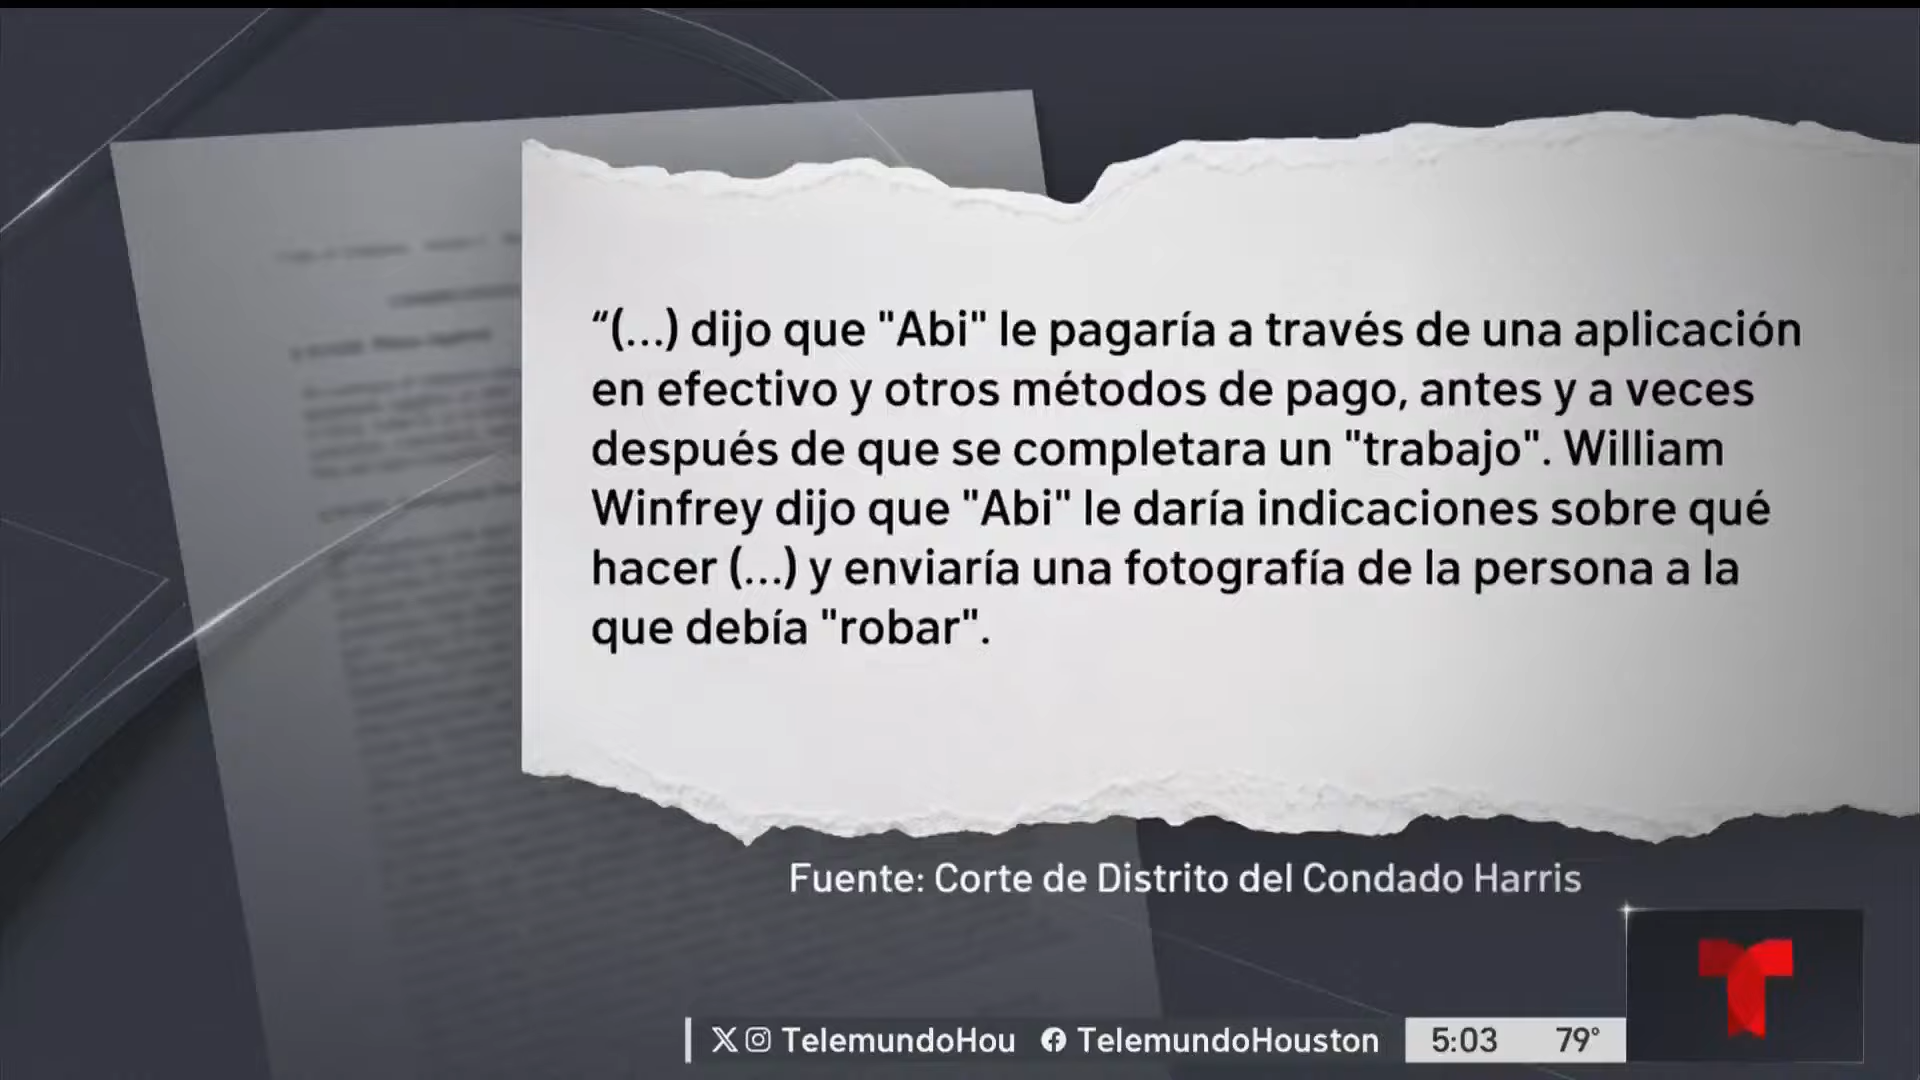 “(...) dijo que "Abi" le pagaría a través de una aplicación
en efectivo y otros métodos de pago, antes y a veces
después de que se completara un "trabajo". William
Winfrey dijo que "Abi" le daría indicaciones sobre qué
hacer (...) y enviaría una fotografía de la persona a la
que debía "robar".
Fuente: Corte de Distrito del Condado Harris
TelemundoHou TelemundoHouston 5:03 79°